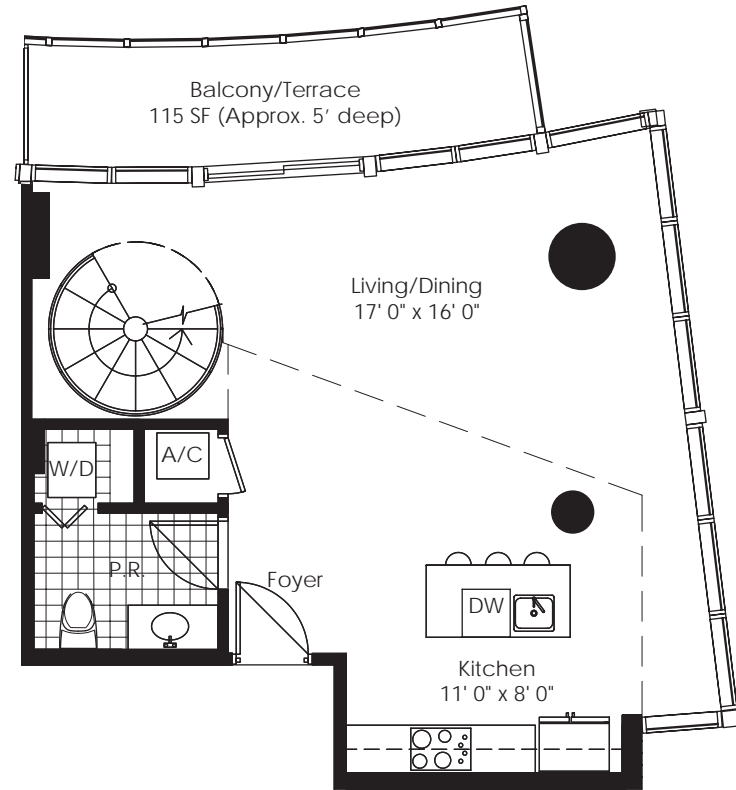 Balcony/Terrace
115 SF (Approx. 5' deep)
Living/Dining
17' 0" x 16' 0"
W/D
A/C
P.R.
Foyer
DW
Kitchen
11' 0" x 8' 0"